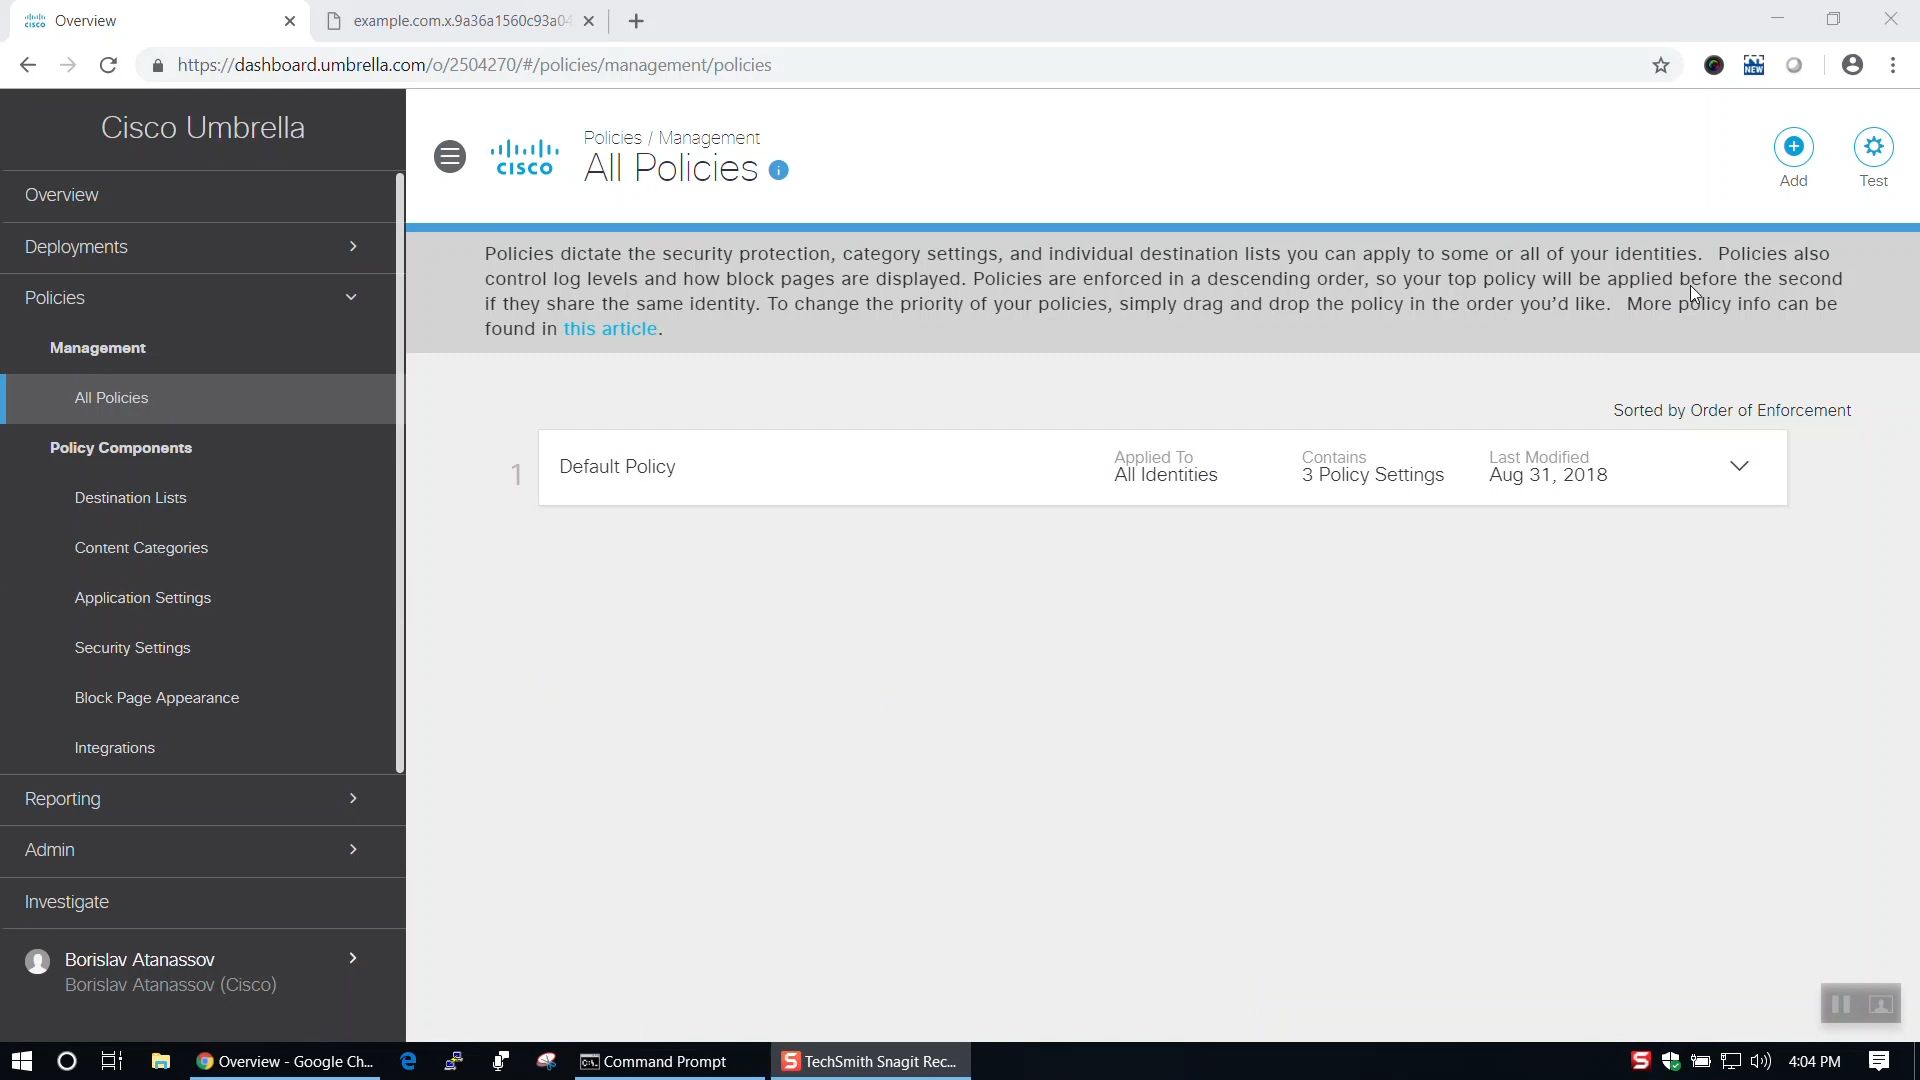 cisco Overview
example.com.x.9a36a1560c93a04
https://dashboard.umbrella.com/o/2504270/#/policies/management/policies
NEW
Cisco Umbrella
Overview
Deployments
Policies
Management
All Policies
Policy Components
Destination Lists
Content Categories
Application Settings
Security Settings
Block Page Appearance
Integrations
Reporting
Admin
Investigate
Borislav Atanassov
Borislav Atanassov (Cisco)
cisco
Policies / Management
All Policies i
Add
Test
Policies dictate the security protection, category settings, and individual destination lists you can apply to some or all of your identities. Policies also
control log levels and how block pages are displayed. Policies are enforced in a descending order, so your top policy will be applied before the second
if they share the same identity. To change the priority of your policies, simply drag and drop the policy in the order you'd like. More policy info can be
found in this article.
Sorted by Order of Enforcement
1
Default Policy
Applied To
All Identities
Contains
3 Policy Settings
Last Modified
Aug 31, 2018
Overview - Google Ch...
Command Prompt
S TechSmith Snagit Rec...
S
4:04 PM